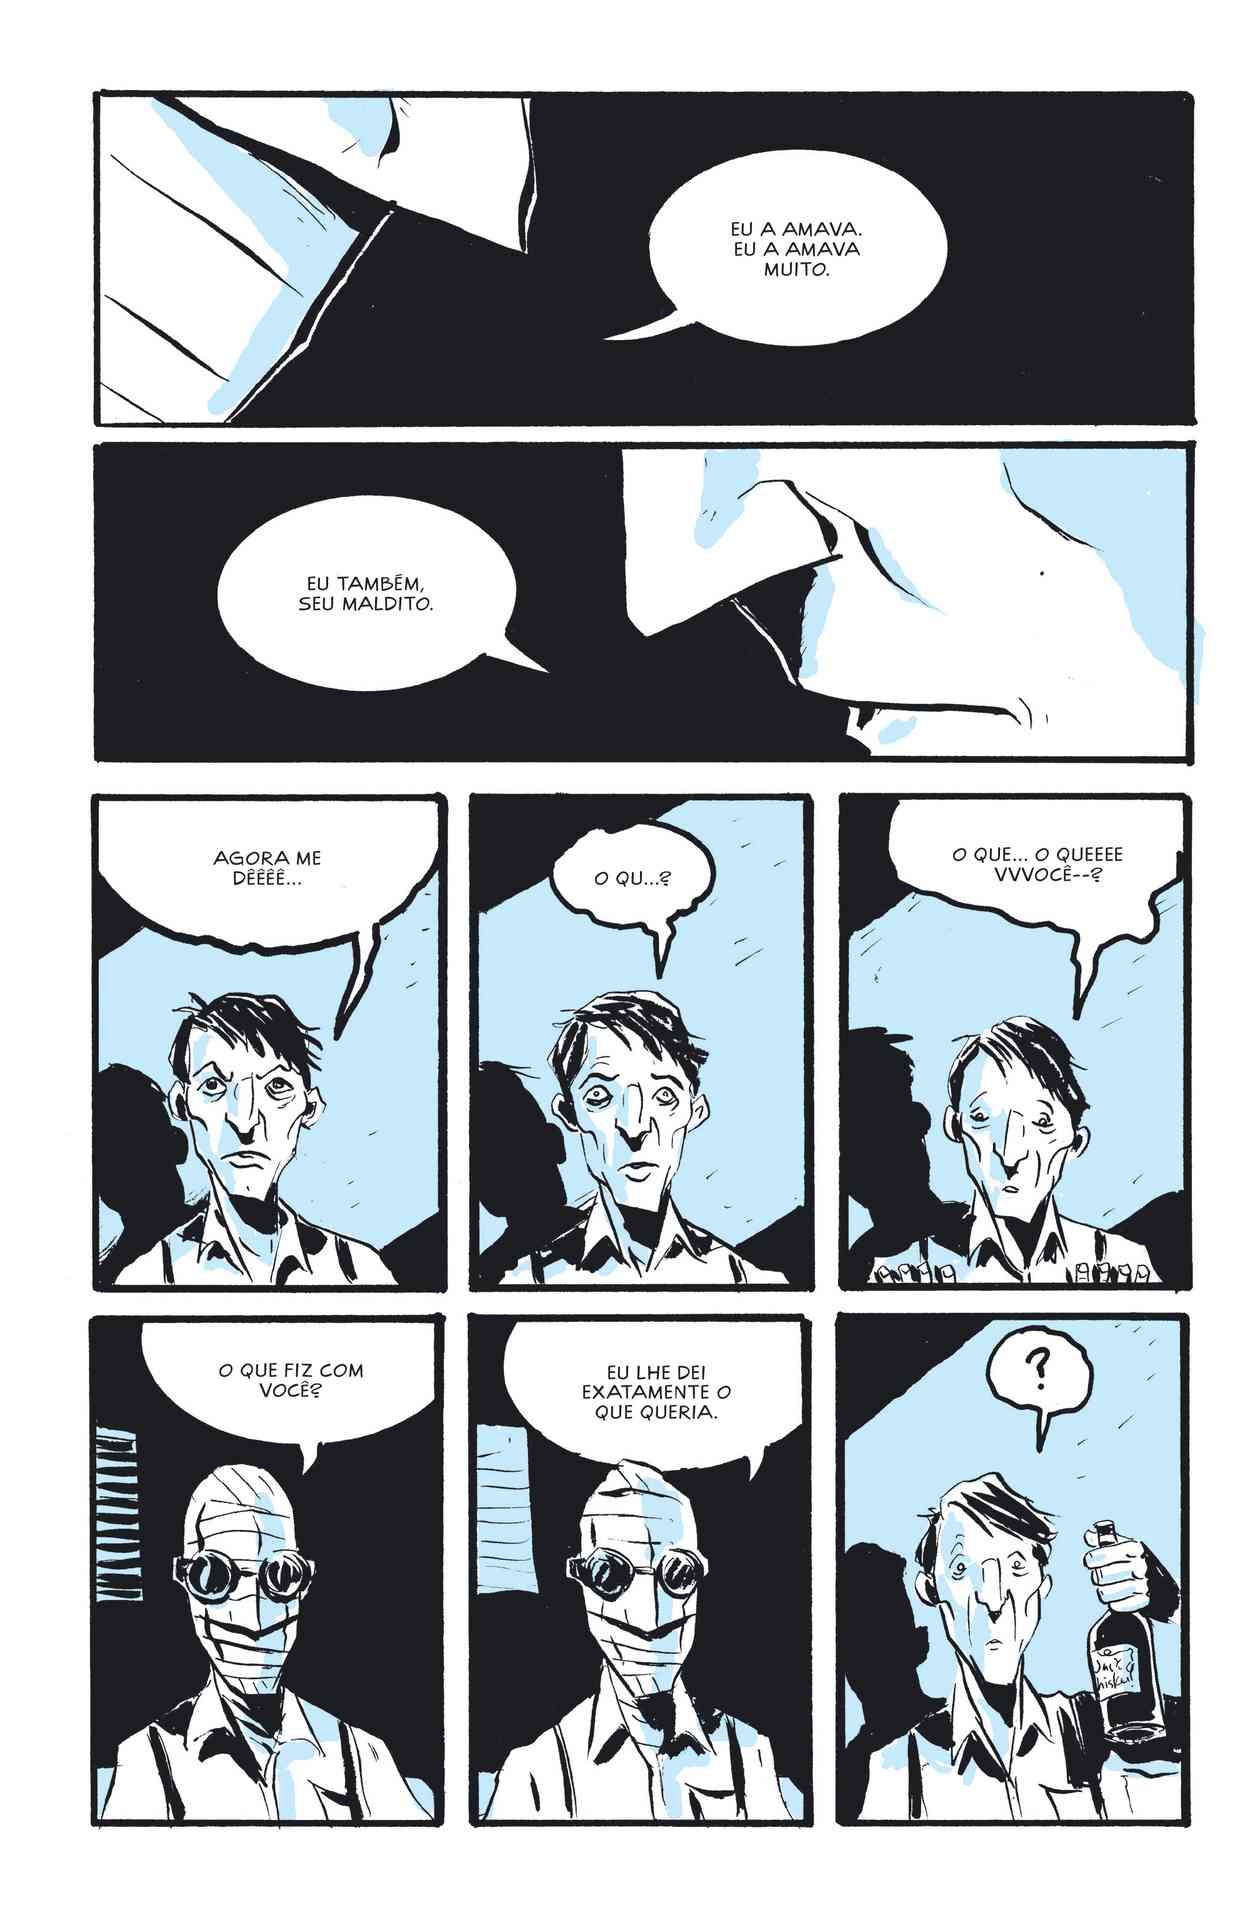 EU A AMAVA.
EU A AMAVA
MUITO.
EU TAMBÉM,
SEU MALDITO.
AGORA ME
DÊÊÊÊ...
O QU...?
O QUE... O QUEEEE
VVVOCÊ--?
O QUE FIZ COM
VOCÊ?
EU LHE DEI
EXATAMENTE O
QUE QUERIA.
?